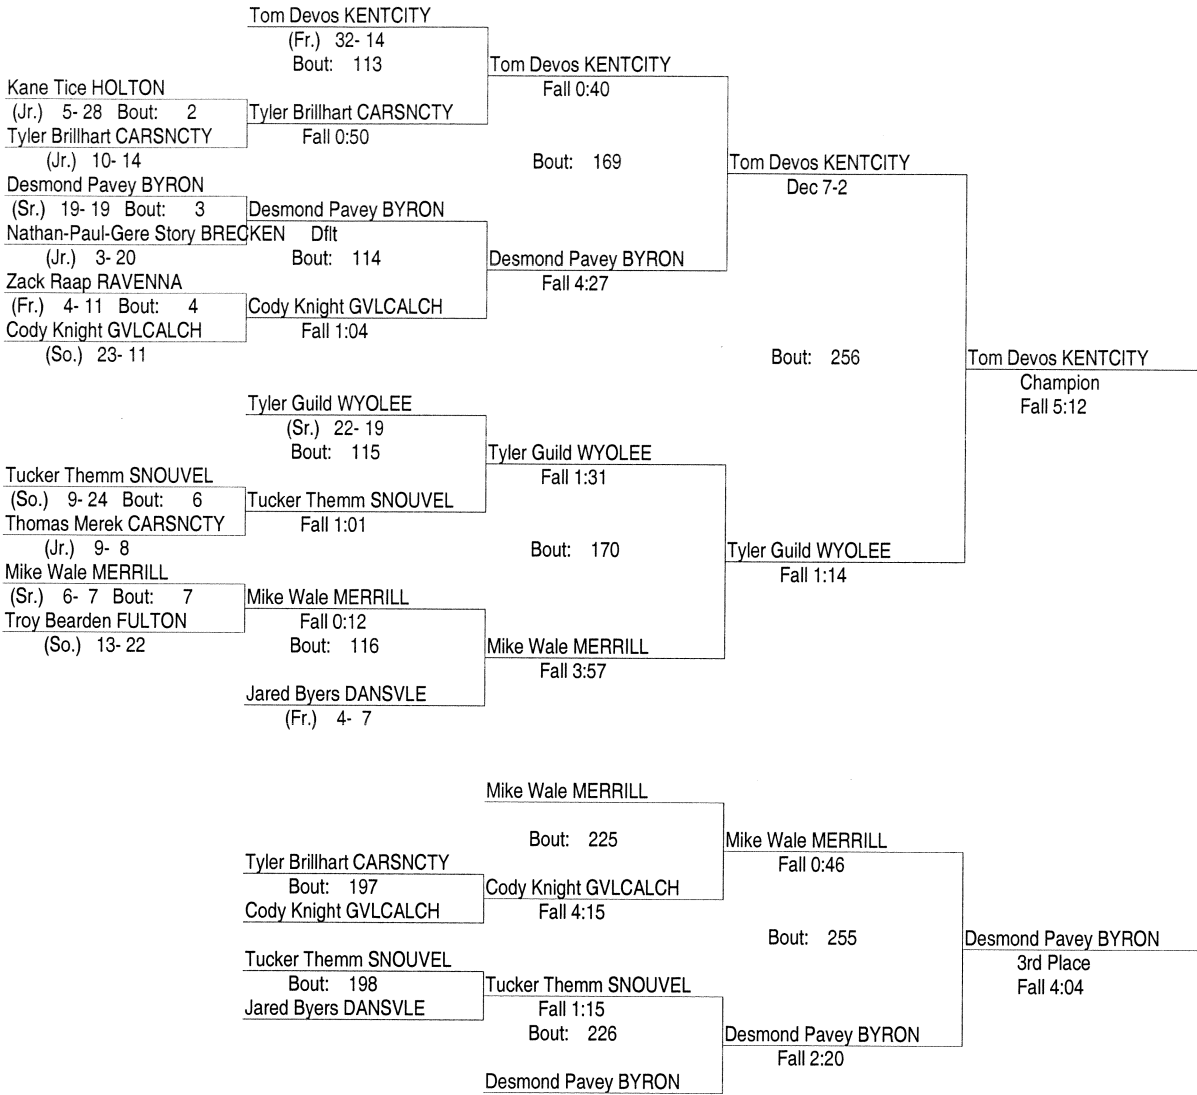 Tom Devos KENTCITY
(Fr.) 32- 14
Bout: 113
Tom Devos KENTCITY
Fall 0:40
Kane Tice HOLTON
(Jr.) 5- 28 Bout: 2
Tyler Brillhart CARSNCTY
Tyler Brillhart CARSNCTY
Fall 0:50
(Jr.) 10- 14
Bout: 169
Tom Devos KENTCITY
Dec 7-2
Desmond Pavey BYRON
(Sr.) 19- 19 Bout: 3
Desmond Pavey BYRON
Nathan-Paul-Gere Story BRECKEN Dflt
(Jr.) 3- 20
Bout: 114
Desmond Pavey BYRON
Fall 4:27
Zack Raap RAVENNA
(Fr.) 4- 11 Bout: 4
Cody Knight GVLCALCH
Cody Knight GVLCALCH
Fall 1:04
(So.) 23- 11
Bout: 256
Tom Devos KENTCITY
Champion
Fall 5:12
Tyler Guild WYOLEE
(Sr.) 22- 19
Bout: 115
Tyler Guild WYOLEE
Fall 1:31
Tucker Themm SNOUVEL
(So.) 9- 24 Bout: 6
Tucker Themm SNOUVEL
Thomas Merek CARSNCTY
Fall 1:01
(Jr.) 9- 8
Bout: 170
Tyler Guild WYOLEE
Fall 1:14
Mike Wale MERRILL
(Sr.) 6- 7 Bout: 7
Mike Wale MERRILL
Troy Bearden FULTON
Fall 0:12
(So.) 13- 22
Bout: 116
Mike Wale MERRILL
Fall 3:57
Jared Byers DANSVLE
(Fr.) 4- 7
Mike Wale MERRILL
Bout: 225
Mike Wale MERRILL
Fall 0:46
Tyler Brillhart CARSNCTY
Bout: 197
Cody Knight GVLCALCH
Cody Knight GVLCALCH
Fall 4:15
Bout: 255
Desmond Pavey BYRON
3rd Place
Fall 4:04
Tucker Themm SNOUVEL
Bout: 198
Tucker Themm SNOUVEL
Jared Byers DANSVLE
Fall 1:15
Bout: 226
Desmond Pavey BYRON
Fall 2:20
Desmond Pavey BYRON